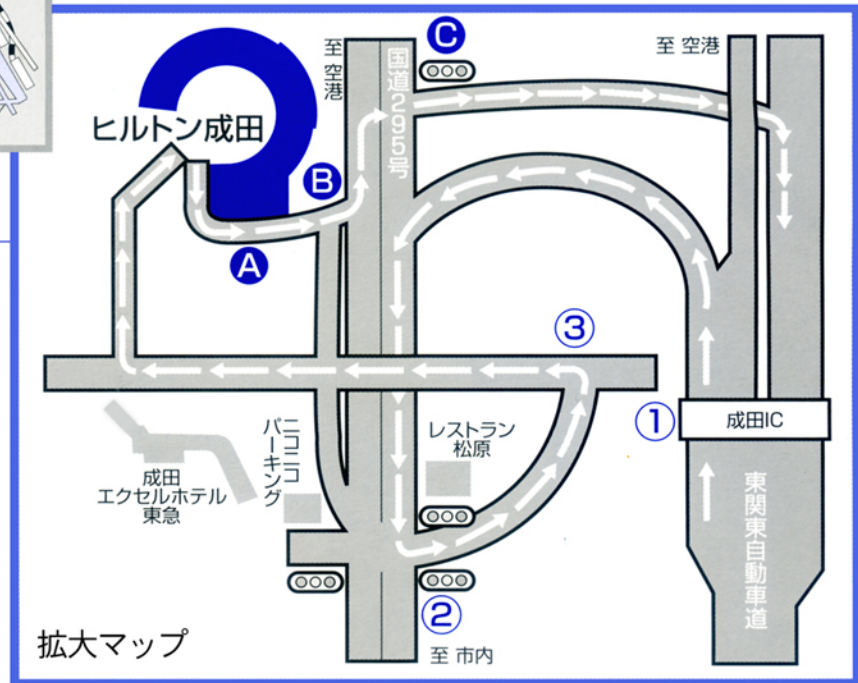 至 空港
C
国道295号
至 空港
ヒルトン成田
B
A
③
①
成田IC
ニコニコ
パーキング
レストラン
松原
成田
エクセルホテル
東急
東関東自動車道
②
至 市内
拡大マップ